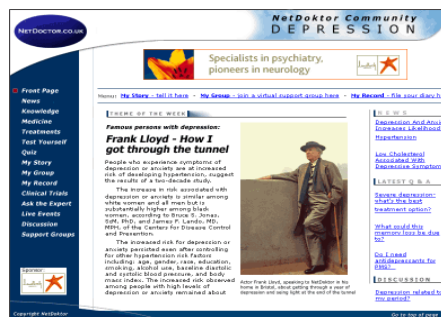 NetDoktor Community
DEPRESSION
NETDOCTOR.CO.UK
Specialists in psychiatry,
pioneers in neurology
Front Page
News
Knowledge
Medicine
Treatments
Test Yourself
Quiz
My Story
My Group
My Record
Clinical Trials
Ask the Expert
Live Events
Discussion
Support Groups
My Story - tell it here - My Group - join a virtual support group here - My Record - file your diary h
THEME OF THE WEEK
Famous persons with depression:
Frank Lloyd - How I
got through the tunnel
People who experience symptoms of
depression or anxiety are at increased
risk of developing hypertension, suggest
the results of a two-decade study.
The increase in risk associated with
depression or anxiety is similar among
white women and all men but is
substantially higher among black
women, according to Bruce S. Jonas,
ScM, PhD, and James F. Lando, MD,
MPH, of the Centers for Disease Control
and Prevention.
The increased risk for depression or
anxiety persisted even after controlling
for other hypertension risk factors
including: age, gender, race, education,
smoking, alcohol use, baseline diastolic
and systolic blood pressure, and body
mass index. The increased risk observed
among people with high levels of
depression or anxiety remained about
Actor Frank Lloyd, speaking to NetDoktor in his
home in Bristol, about getting through a year of
depression and seing light at the end of the tunnel
NEWS
Depression And Anxi
Increases Likelihood
Hypertension
Low Cholesterol
Associated With
Depressive Symptom
LATEST Q & A
Severe depression-
what's the best
treatment option?
What could this
memory loss be due
to?
Do I need
antidepressants for
PMS?
DISCUSSION
Depression related to
my period?
Copyright NetDoktor
Go to top of page